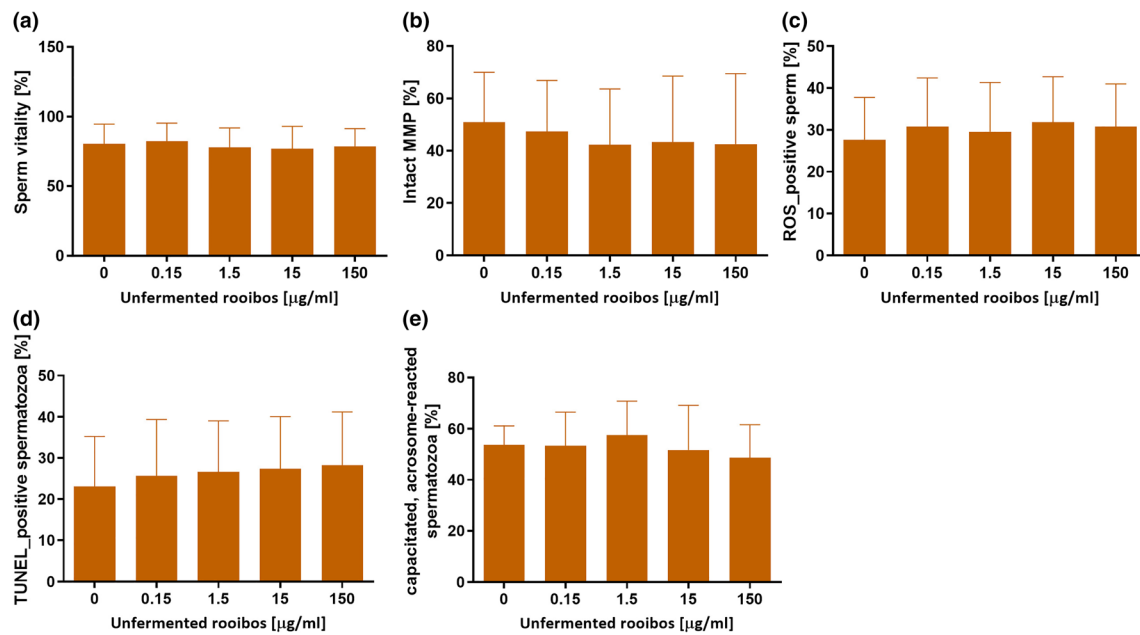 (a)
Sperm vitality [%]
150
100
50
0
0 0.15 1.5 15 150
Unfermented rooibos [μg/ml]
(b)
Intact MMP [%]
80
60
40
20
0
0 0.15 1.5 15 150
Unfermented rooibos [μg/ml]
(c)
ROS_positive sperm [%]
50
40
30
20
10
0
0 0.15 1.5 15 150
Unfermented rooibos [μg/ml]
(d)
TUNEL_positive spermatozoa [%]
50
40
30
20
10
0
0 0.15 1.5 15 150
Unfermented rooibos [μg/ml]
(e)
capacitated, acrosome-reacted
spermatozoa [%]
80
60
40
20
0
0 0.15 1.5 15 150
Unfermented rooibos [μg/ml]